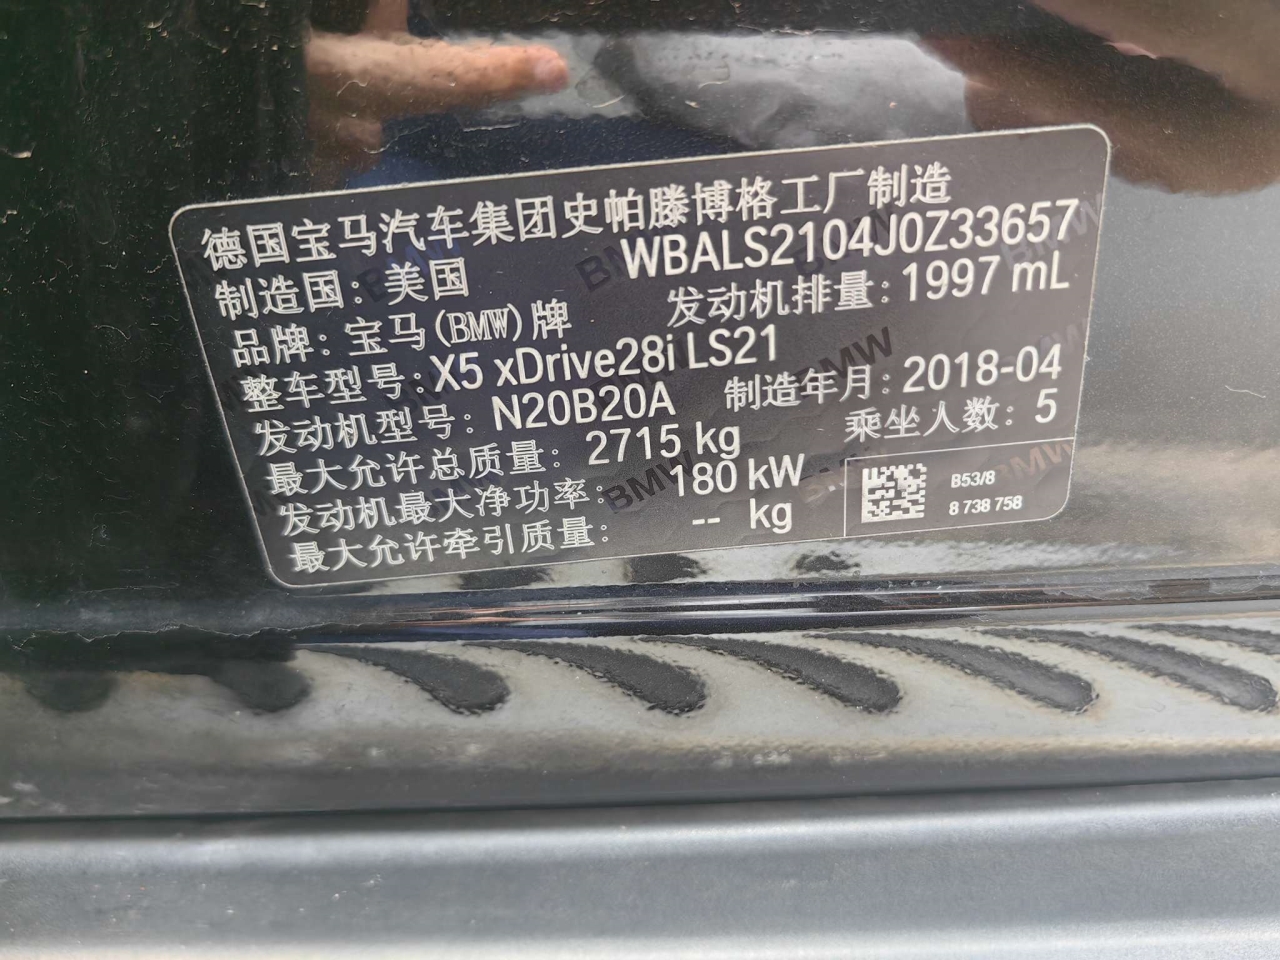 德国宝马汽车集团史帕滕博格工厂制造
制造国：美国 WBALS2104J0Z33657
品牌：宝马(BMW)牌 发动机排量：1997 mL
整车型号：X5 xDrive28i LS21
发动机型号：N20B20A 制造年月：2018-04
最大允许总质量：2715 kg 乘坐人数：5
发动机最大净功率：180 kW
最大允许牵引质量：-- kg
B53/8
8 738 758